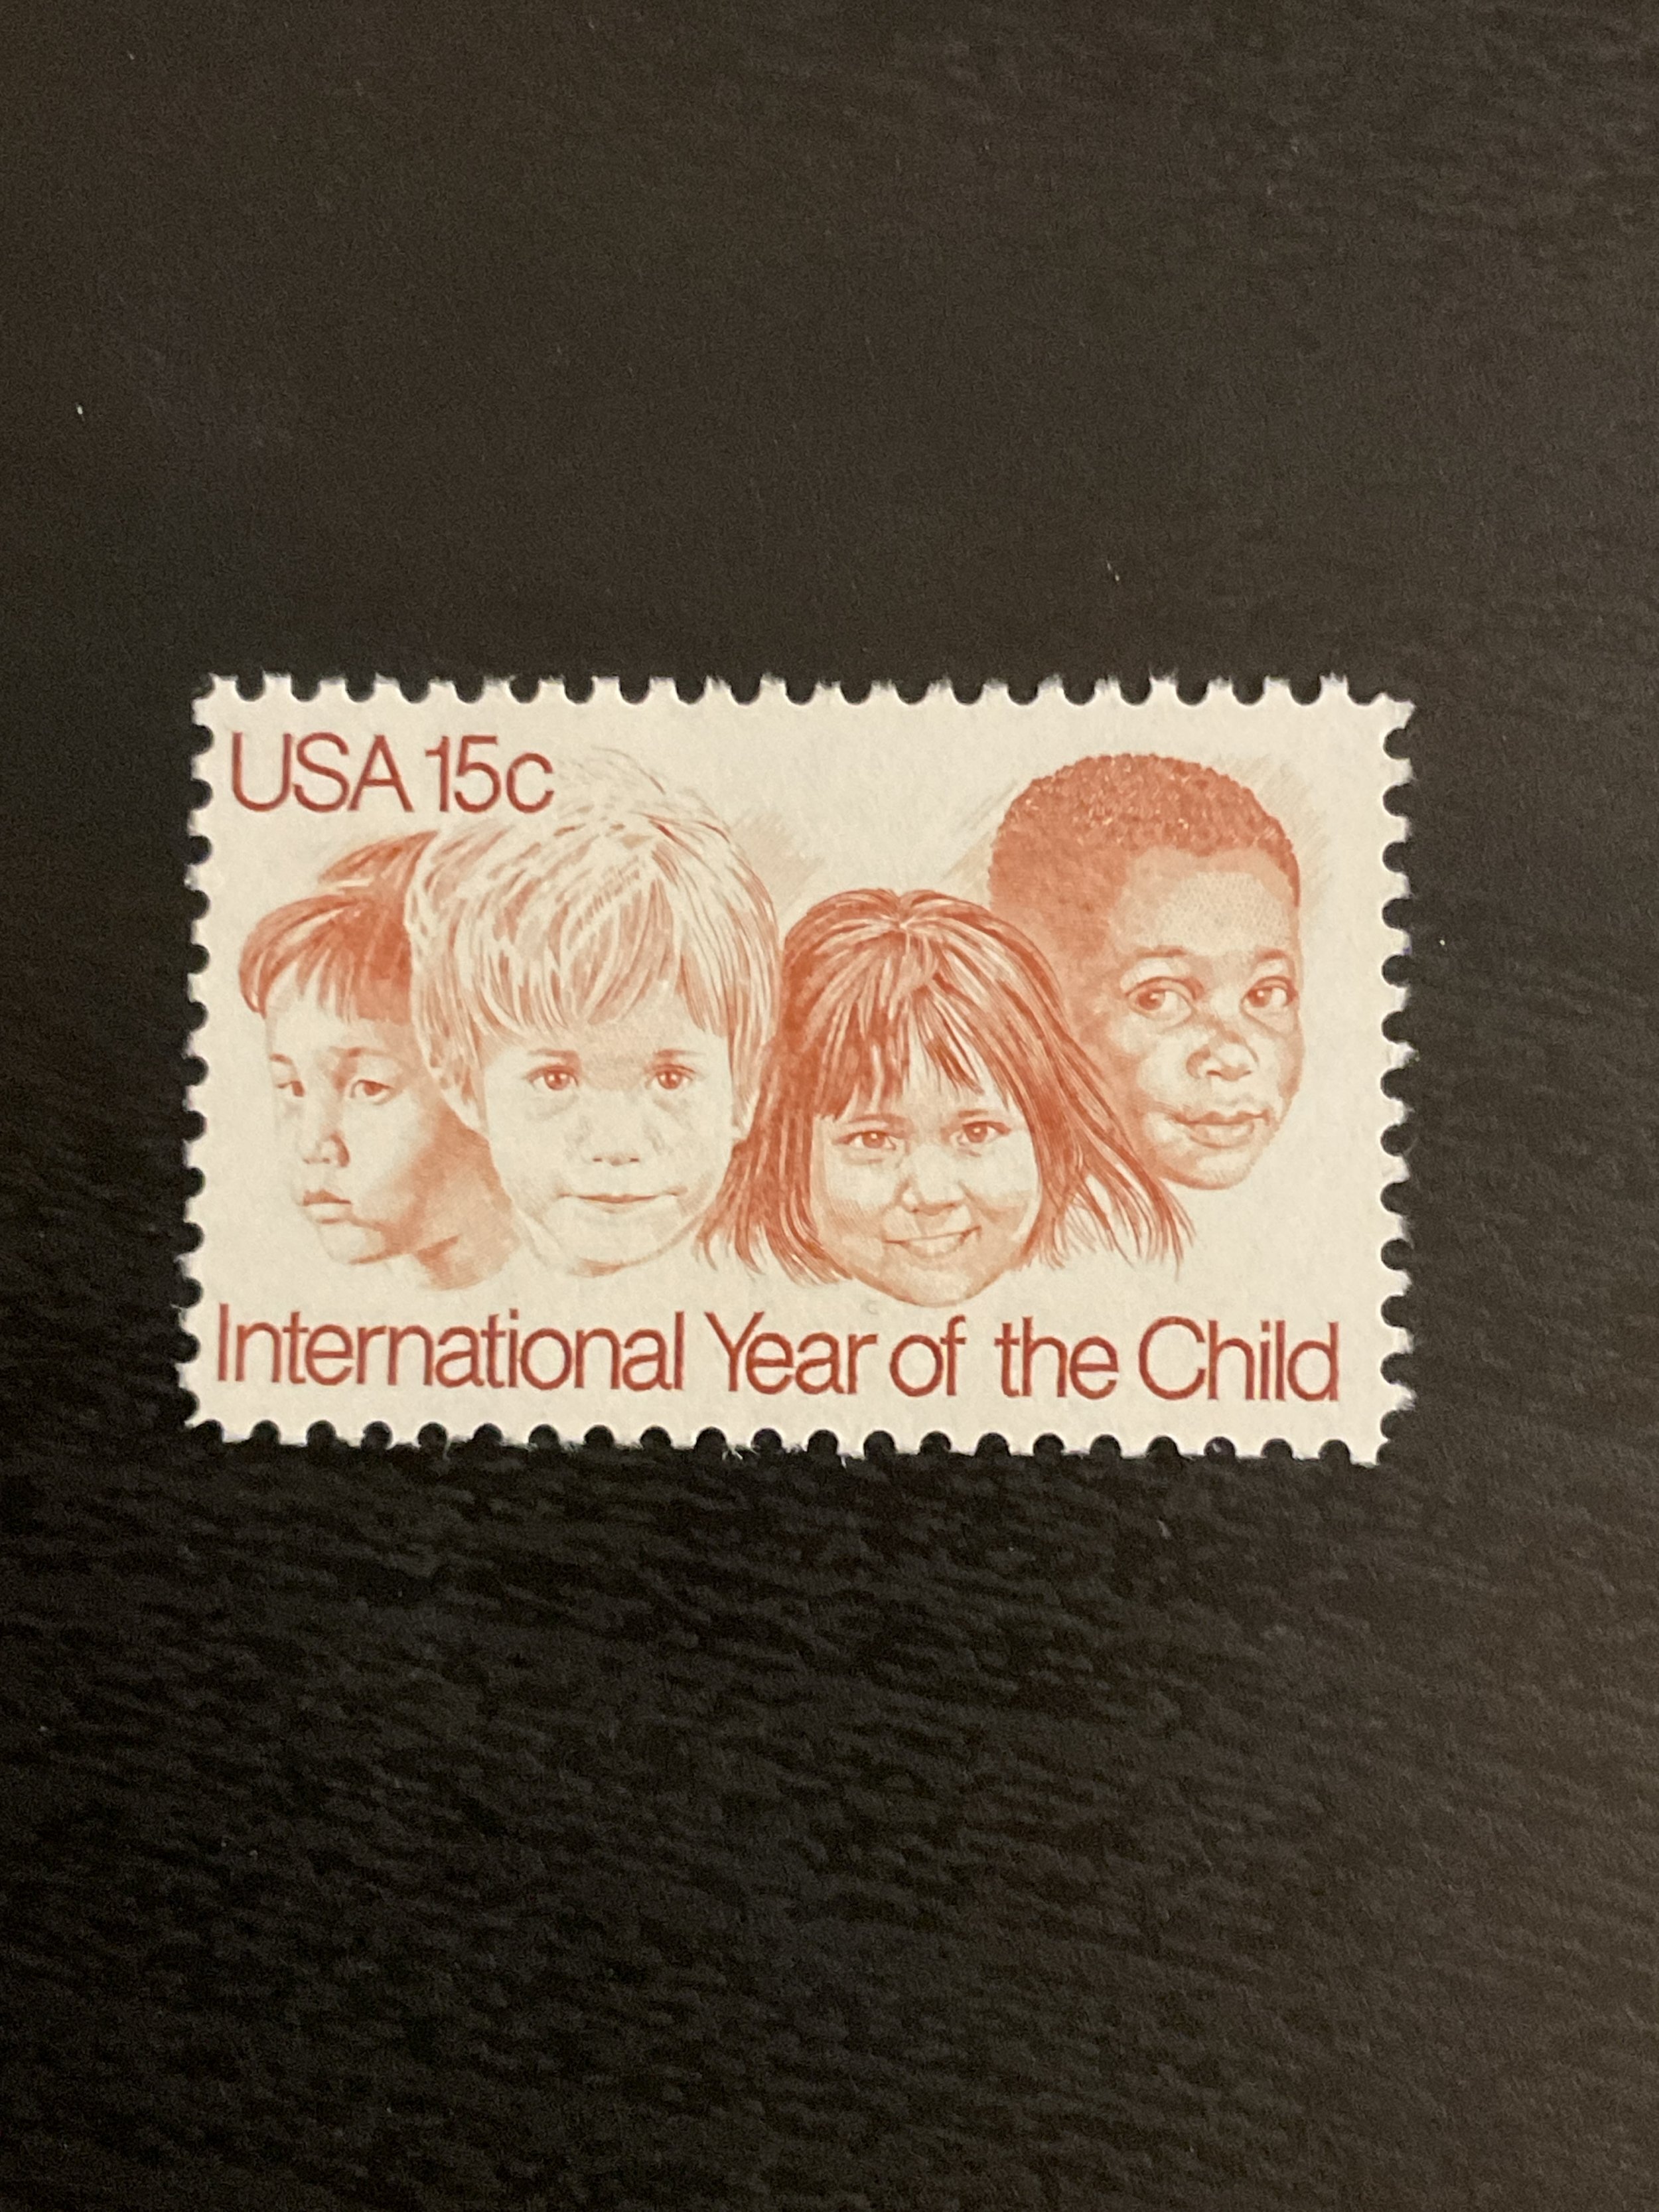 USA 15c
International Year of the Child